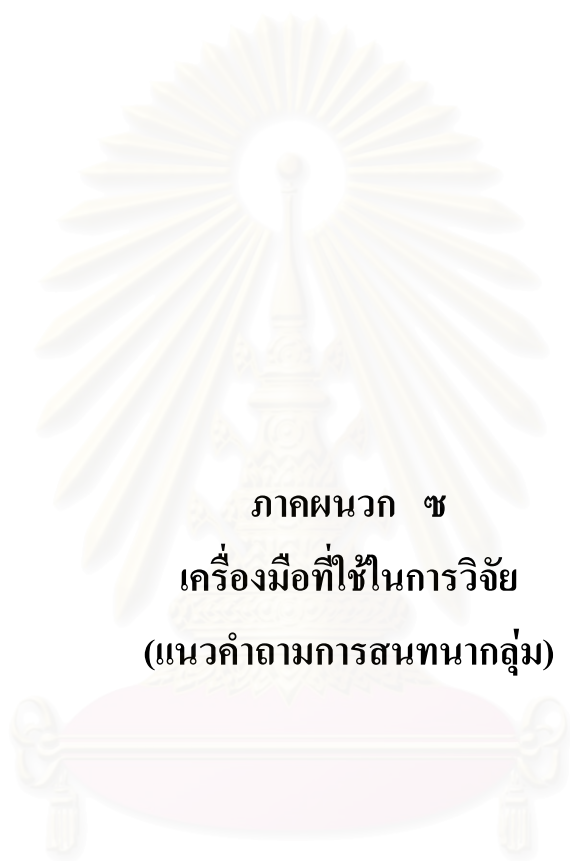 ภาคผนวก ซ
เครื่องมือที่ใช้ในการวิจัย
(แนวคำถามการสนทนากลุ่ม)